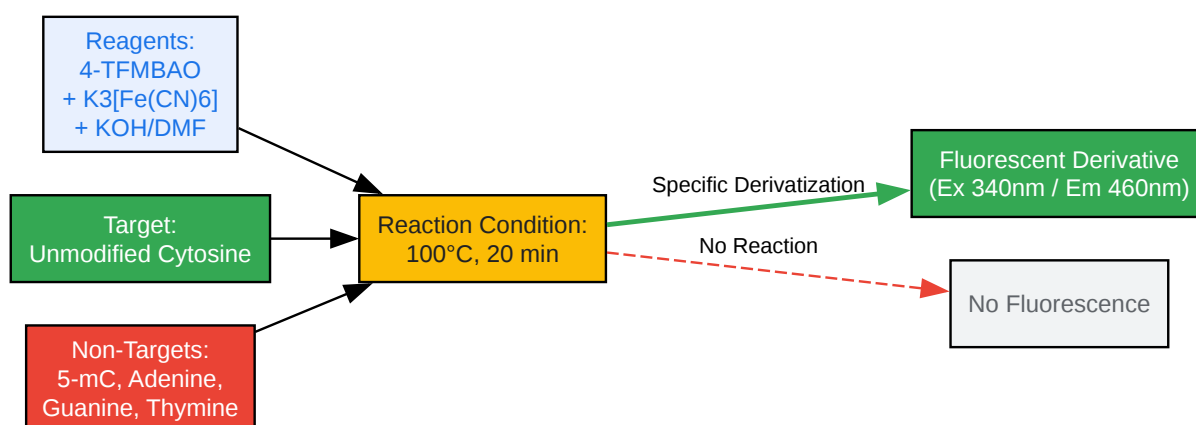 Reagents:
4-TFMBAO
+ K3[Fe(CN)6]
+ KOH/DMF
Target:
Unmodified Cytosine
Non-Targets:
5-mC, Adenine,
Guanine, Thymine
Reaction Condition:
100°C, 20 min
Specific Derivatization
No Reaction
Fluorescent Derivative
(Ex 340nm / Em 460nm)
No Fluorescence